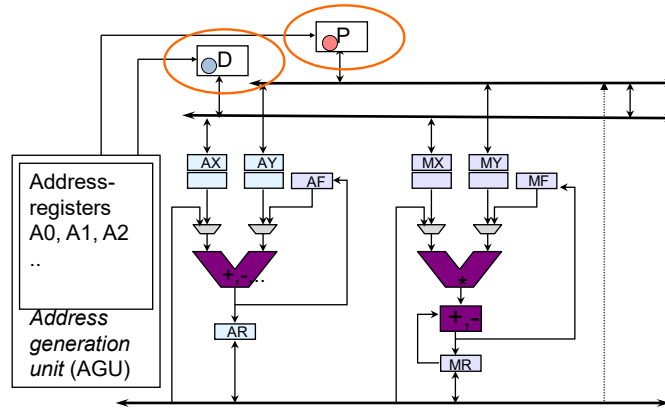 P
D
AX
AY
AF
MX
MY
MF
Address-
registers
A0, A1, A2
..
+,-...
*
+,-
Address
generation
unit (AGU)
AR
MR